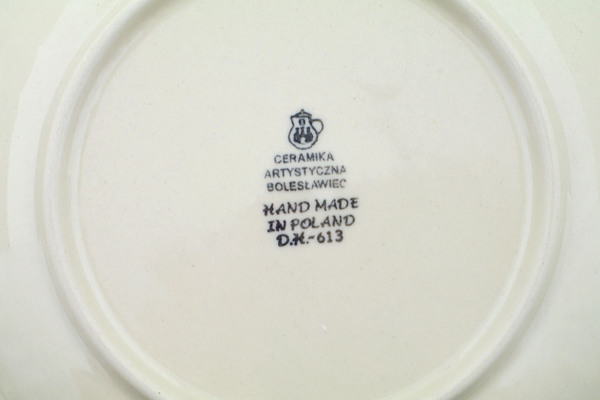 CERAMIKA
ARTYSTYCZNA
BOLESŁAWIEC
HAND MADE
IN POLAND
D.H.-613